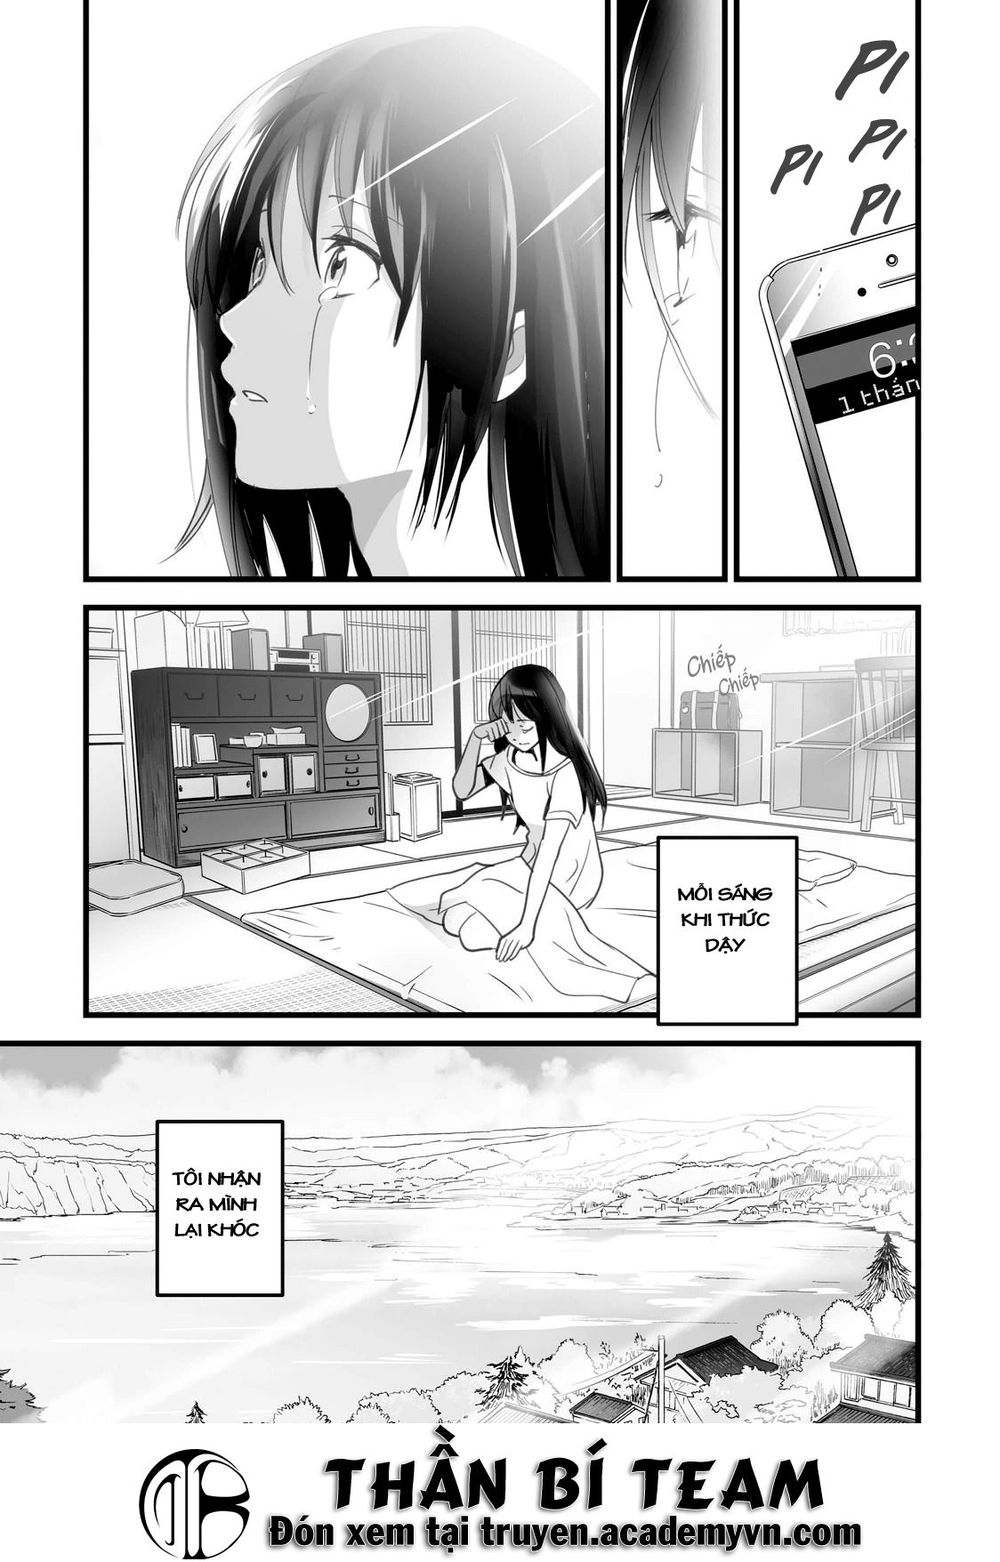 PI
PI
PI
PI
6:
1 thán
Chiếp
Chiếp
MỖI SÁNG
KHI THỨC
DẬY
TÔI NHẬN
RA MÌNH
LẠI KHÓC
THẦN BÍ TEAM
Đón xem tại truyen.academyvn.com